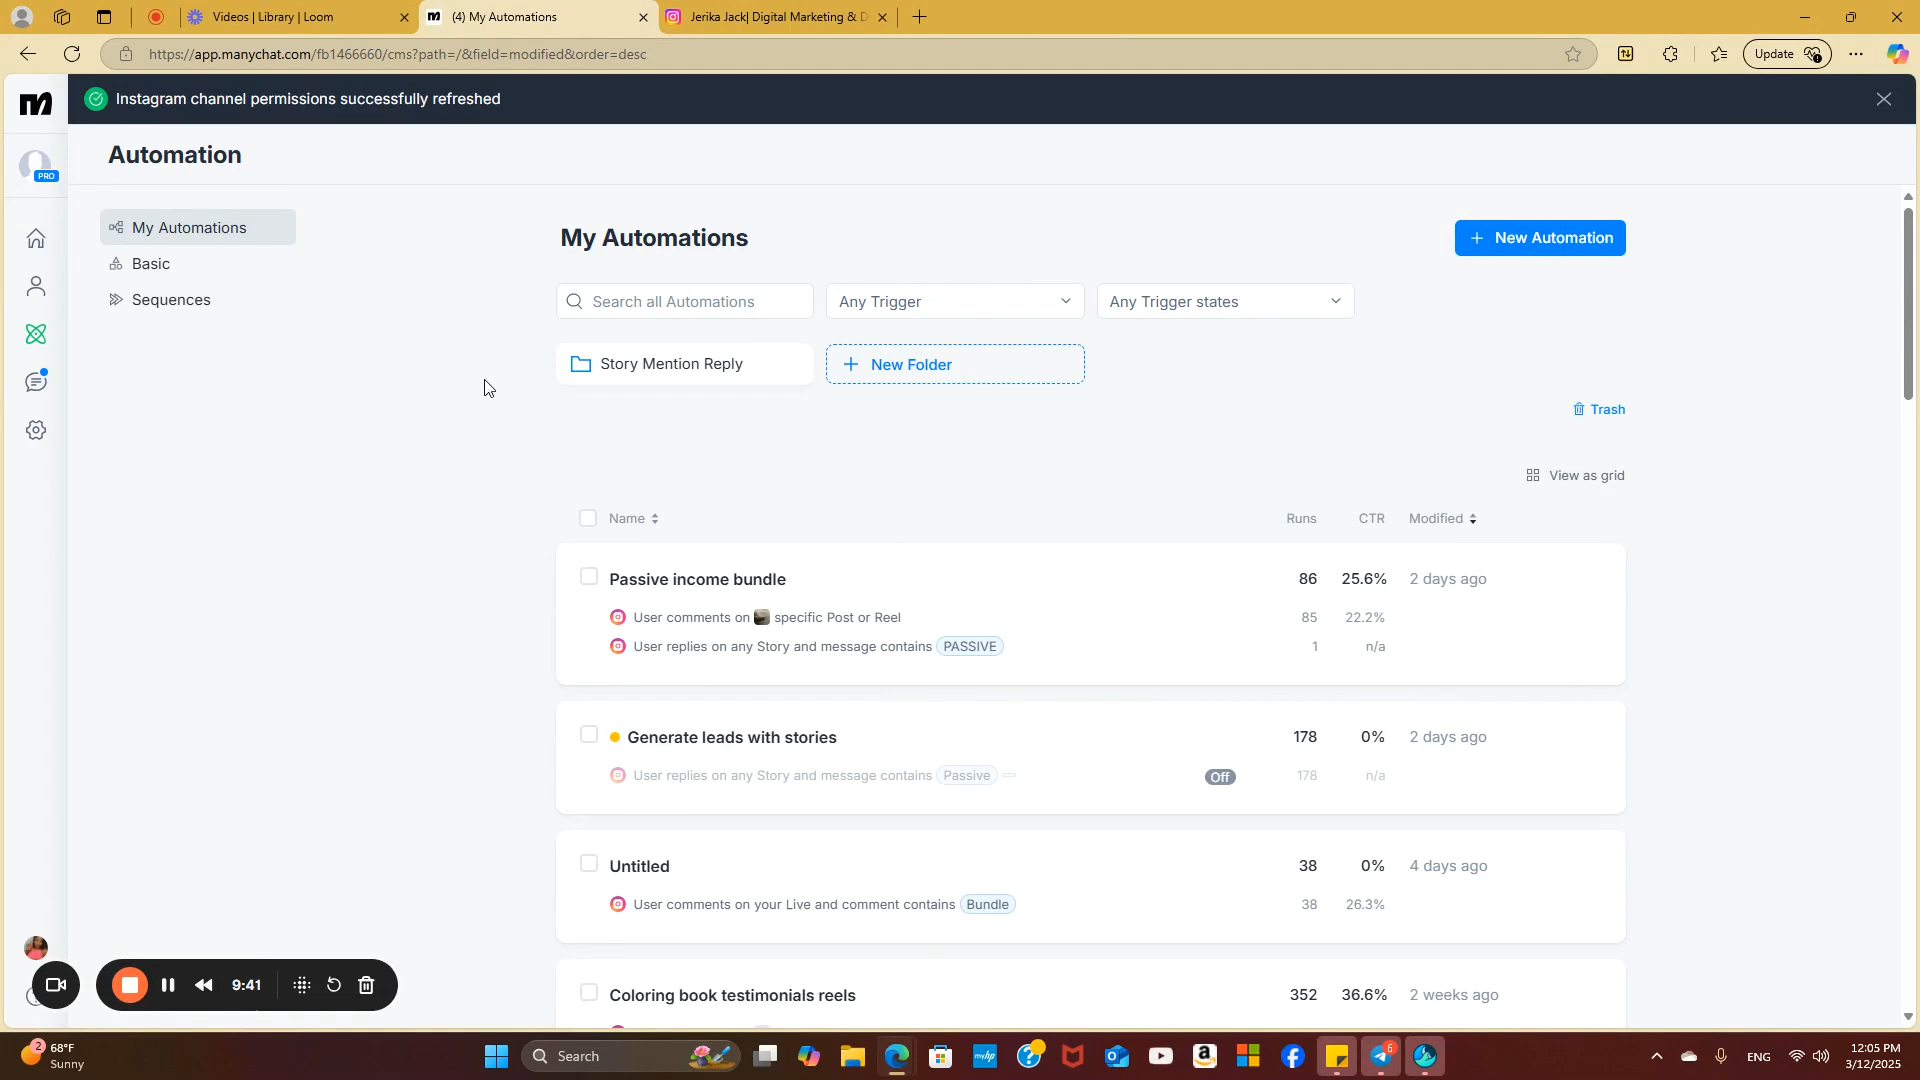 Videos | Library | Loom
(4) My Automations
Jerika Jack| Digital Marketing & D
https://app.manychat.com/fb1466660/cms?path=/&field=modified&order=desc
Update
Instagram channel permissions successfully refreshed
Automation
PRO
My Automations
Basic
Sequences
My Automations
New Automation
Search all Automations
Any Trigger
Any Trigger states
Story Mention Reply
New Folder
Trash
View as grid
Name
Runs
CTR
Modified
Passive income bundle
86
25.6%
2 days ago
User comments on specific Post or Reel
85
22.2%
User replies on any Story and message contains PASSIVE
1
n/a
Generate leads with stories
178
0%
2 days ago
User replies on any Story and message contains Passive
Off
178
n/a
Untitled
38
0%
4 days ago
User comments on your Live and comment contains Bundle
38
26.3%
Coloring book testimonials reels
352
36.6%
2 weeks ago
9:41
2
68°F
Sunny
Search
myhp
6
ENG
12:05 PM
3/12/2025